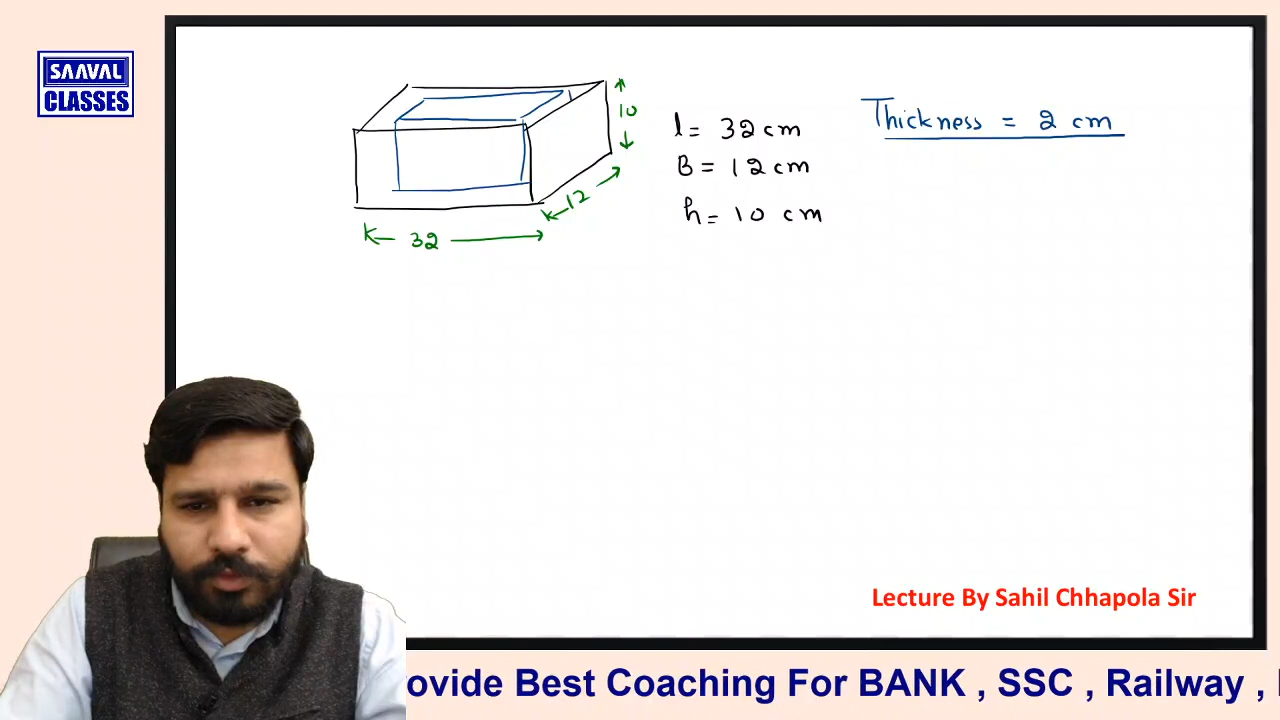 SAAVAL
CLASSES
10
12
32
l = 32 cm
B = 12 cm
h = 10 cm
Thickness = 2 cm
Lecture By Sahil Chhapola Sir
ovide Best Coaching For BANK , SSC , Railway ,